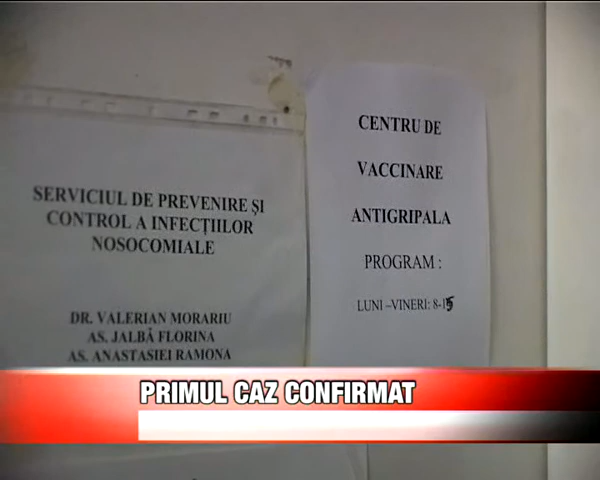 SERVICIUL DE PREVENIRE ȘI
CONTROL A INFECȚIILOR
NOSOCOMIALE
DR. VALERIAN MORARIU
AS. JALBĂ FLORINA
AS. ANASTASIEI RAMONA
CENTRU DE
VACCINARE
ANTIGRIPALA
PROGRAM :
LUNI –VINERI: 8-15
PRIMUL CAZ CONFIRMAT